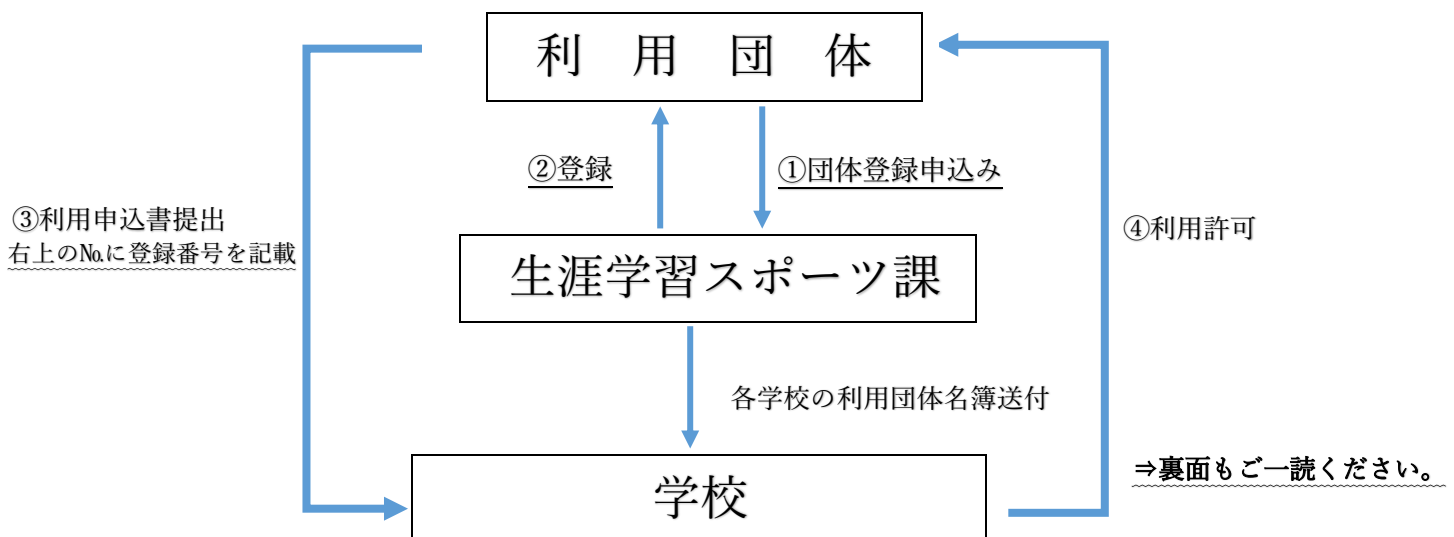 利　用　団　体
②登録
①団体登録申込み
③利用申込書提出
右上の№に登録番号を記載
④利用許可
生涯学習スポーツ課
各学校の利用団体名簿送付
⇒裏面もご一読ください。
学校